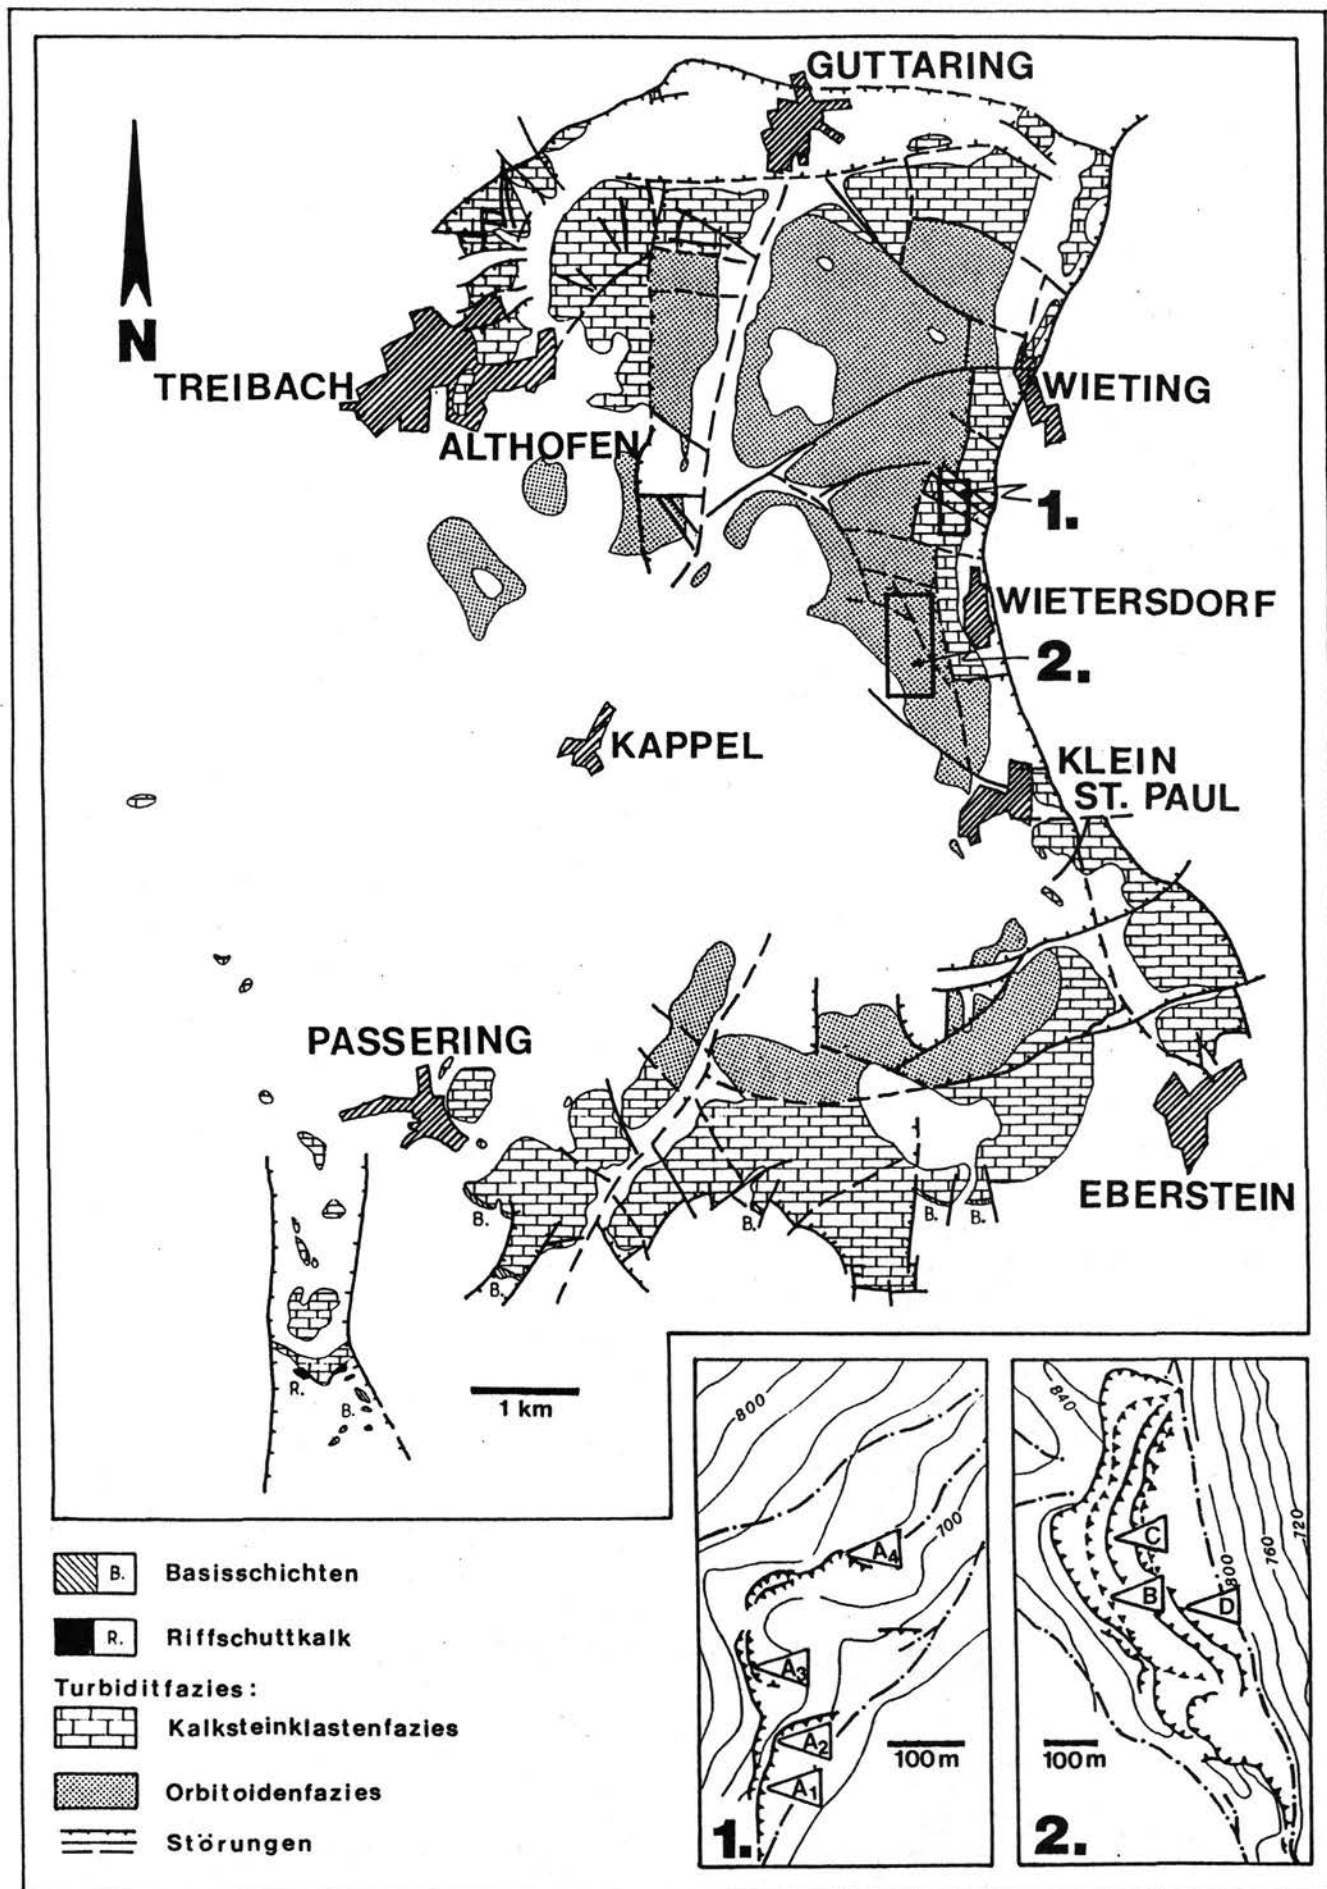 GUTTARING
N
TREIBACH
WIETING
ALTHOFEN
1.
WIETERSDORF
2.
KAPPEL
KLEIN
ST. PAUL
PASSERING
EBERSTEIN
B.
B.
B.
B.
B.
R.
B.
1 km
B. Basisschichten
R. Riffschuttkalk
Turbiditfazies:
Kalksteinklastenfazies
Orbitoidenfazies
Störungen
800
700
A4
A3
A2
A1
100m
1.
840
C
B
D
800
760
720
100m
2.